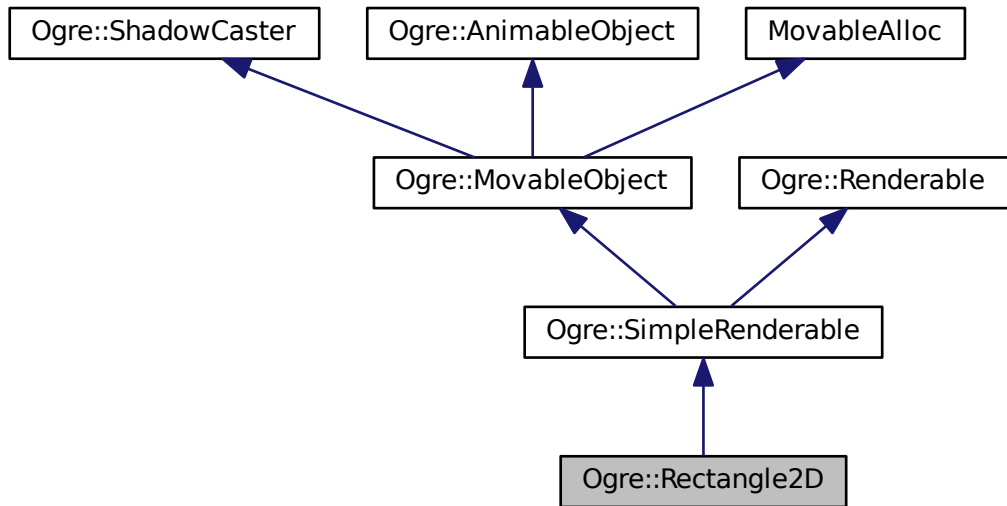 Ogre::ShadowCaster
Ogre::AnimableObject
MovableAlloc
Ogre::MovableObject
Ogre::Renderable
Ogre::SimpleRenderable
Ogre::Rectangle2D